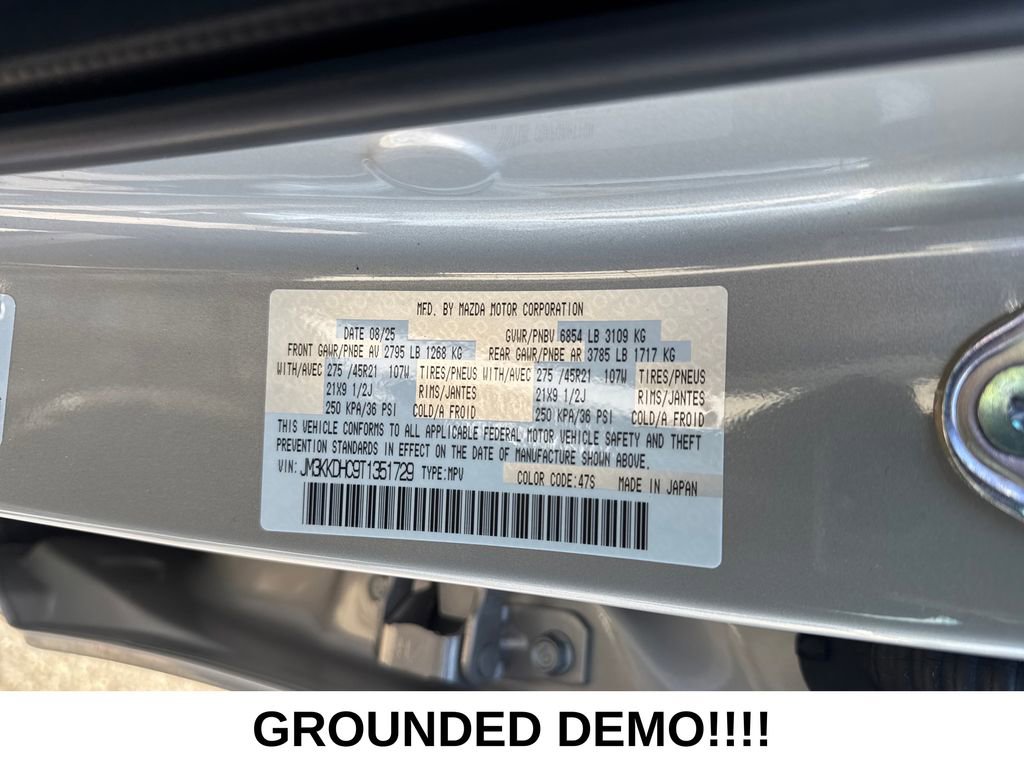 MFD. BY MAZDA MOTOR CORPORATION
DATE 08/25 GVWR/PNBV 6854 LB 3109 KG
FRONT GAWR/PNBE AV 2795 LB 1268 KG REAR GAWR/PNBE AR 3785 LB 1717 KG
WITH/AVEC 275 /45R21 107W TIRES/PNEUS WITH/AVEC 275 /45R21 107W TIRES/PNEUS
21X9 1/2J RIMS/JANTES 21X9 1/2J RIMS/JANTES
250 KPA/36 PSI COLD/A FROID 250 KPA/36 PSI COLD/A FROID
THIS VEHICLE CONFORMS TO ALL APPLICABLE FEDERAL MOTOR VEHICLE SAFETY AND THEFT
PREVENTION STANDARDS IN EFFECT ON THE DATE OF MANUFACTURE SHOWN ABOVE.
VIN: JM3KKDHC9T1351729 TYPE:MPV COLOR CODE:47S MADE IN JAPAN
GROUNDED DEMO!!!!